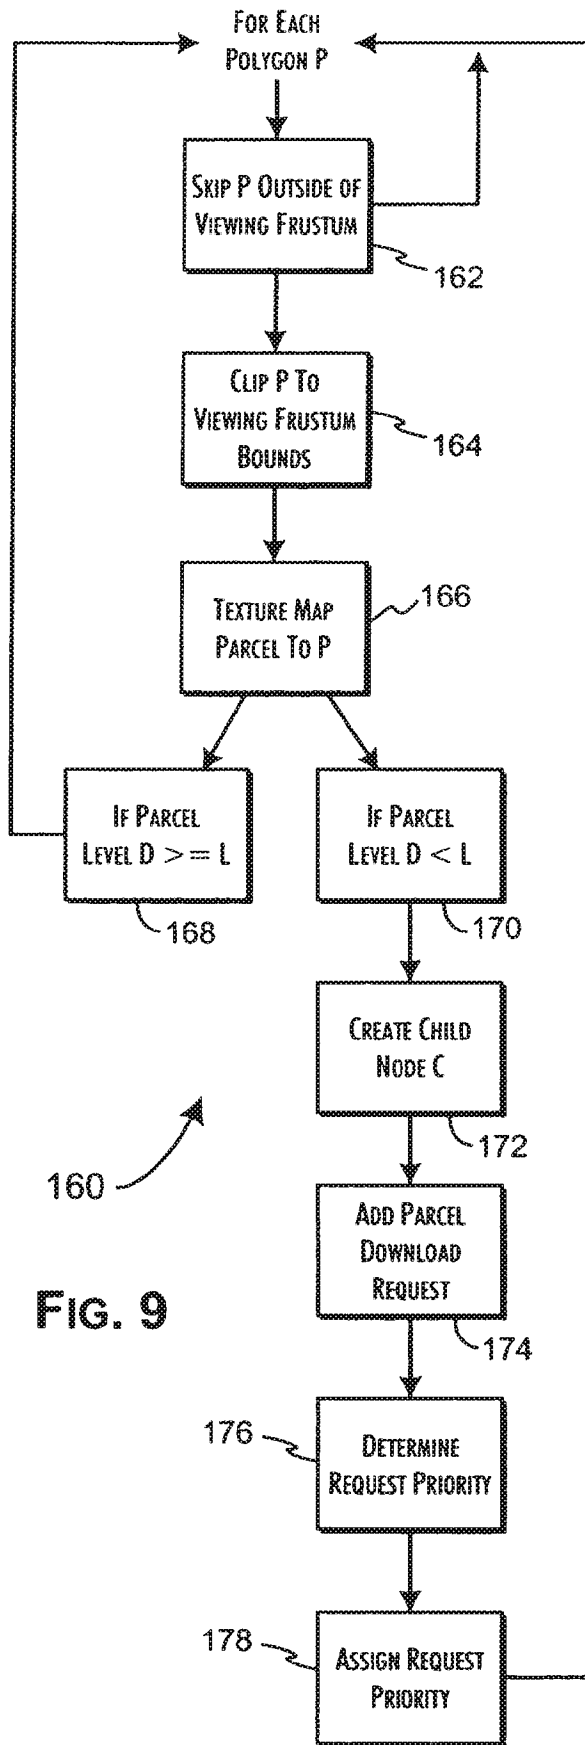 FOR EACH
POLYGON P
SKIP P OUTSIDE OF
VIEWING FRUSTUM
162
CLIP P TO
VIEWING FRUSTUM
BOUNDS
164
TEXTURE MAP
PARCEL TO P
166
IF PARCEL
LEVEL D >= L
168
IF PARCEL
LEVEL D < L
170
CREATE CHILD
NODE C
172
160
ADD PARCEL
DOWNLOAD
REQUEST
174
FIG. 9
176
DETERMINE
REQUEST PRIORITY
178
ASSIGN REQUEST
PRIORITY